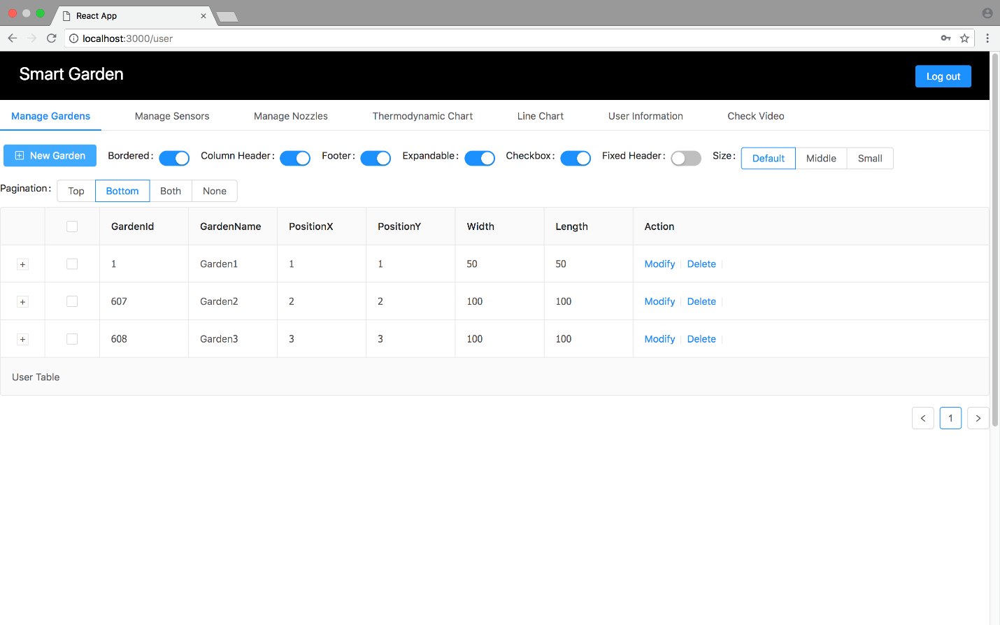 React App
localhost:3000/user
Smart Garden
Log out
Manage Gardens Manage Sensors Manage Nozzles Thermodynamic Chart Line Chart User Information Check Video
New Garden Bordered: Column Header: Footer: Expandable: Checkbox: Fixed Header: Size: Default Middle Small
Pagination: Top Bottom Both None
GardenId GardenName PositionX PositionY Width Length Action
1 Garden1 1 1 50 50 Modify Delete
607 Garden2 2 2 100 100 Modify Delete
608 Garden3 3 3 100 100 Modify Delete
User Table
1